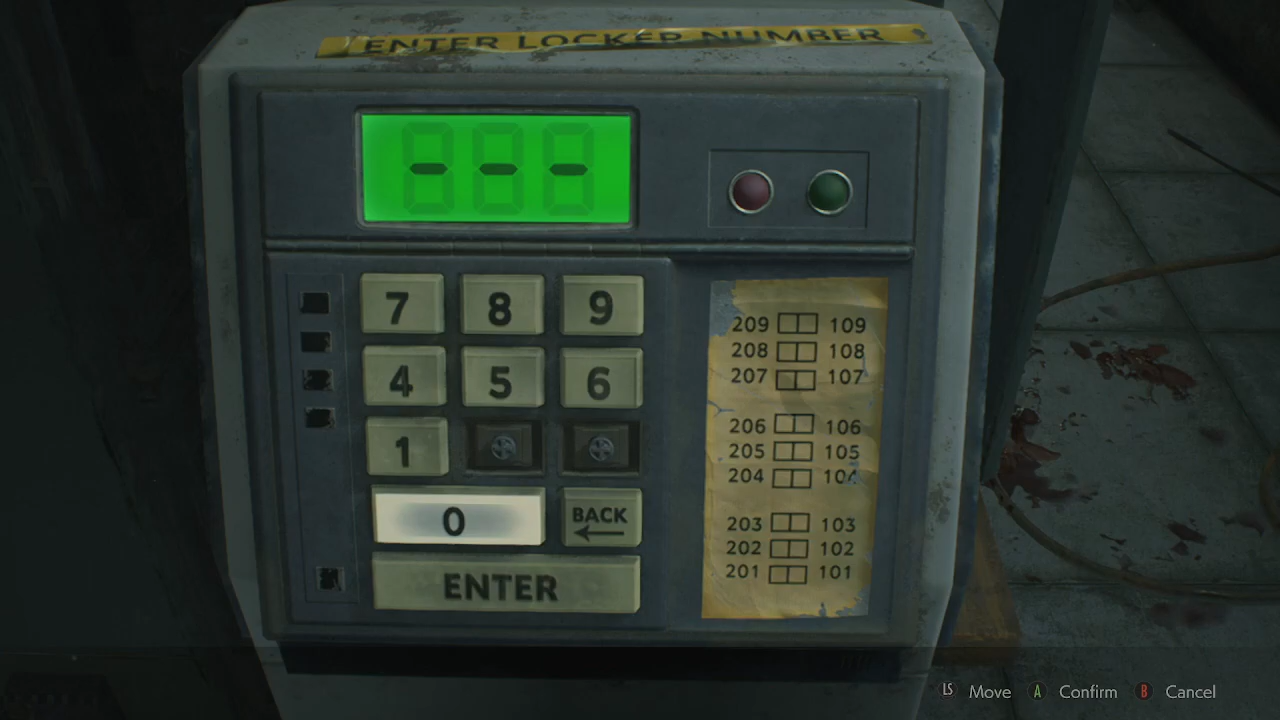 ENTER LOCKER NUMBER
7 8 9
4 5 6
1
0 BACK
ENTER
209 109
208 108
207 107
206 106
205 105
204 104
203 103
202 102
201 101
LS Move A Confirm B Cancel